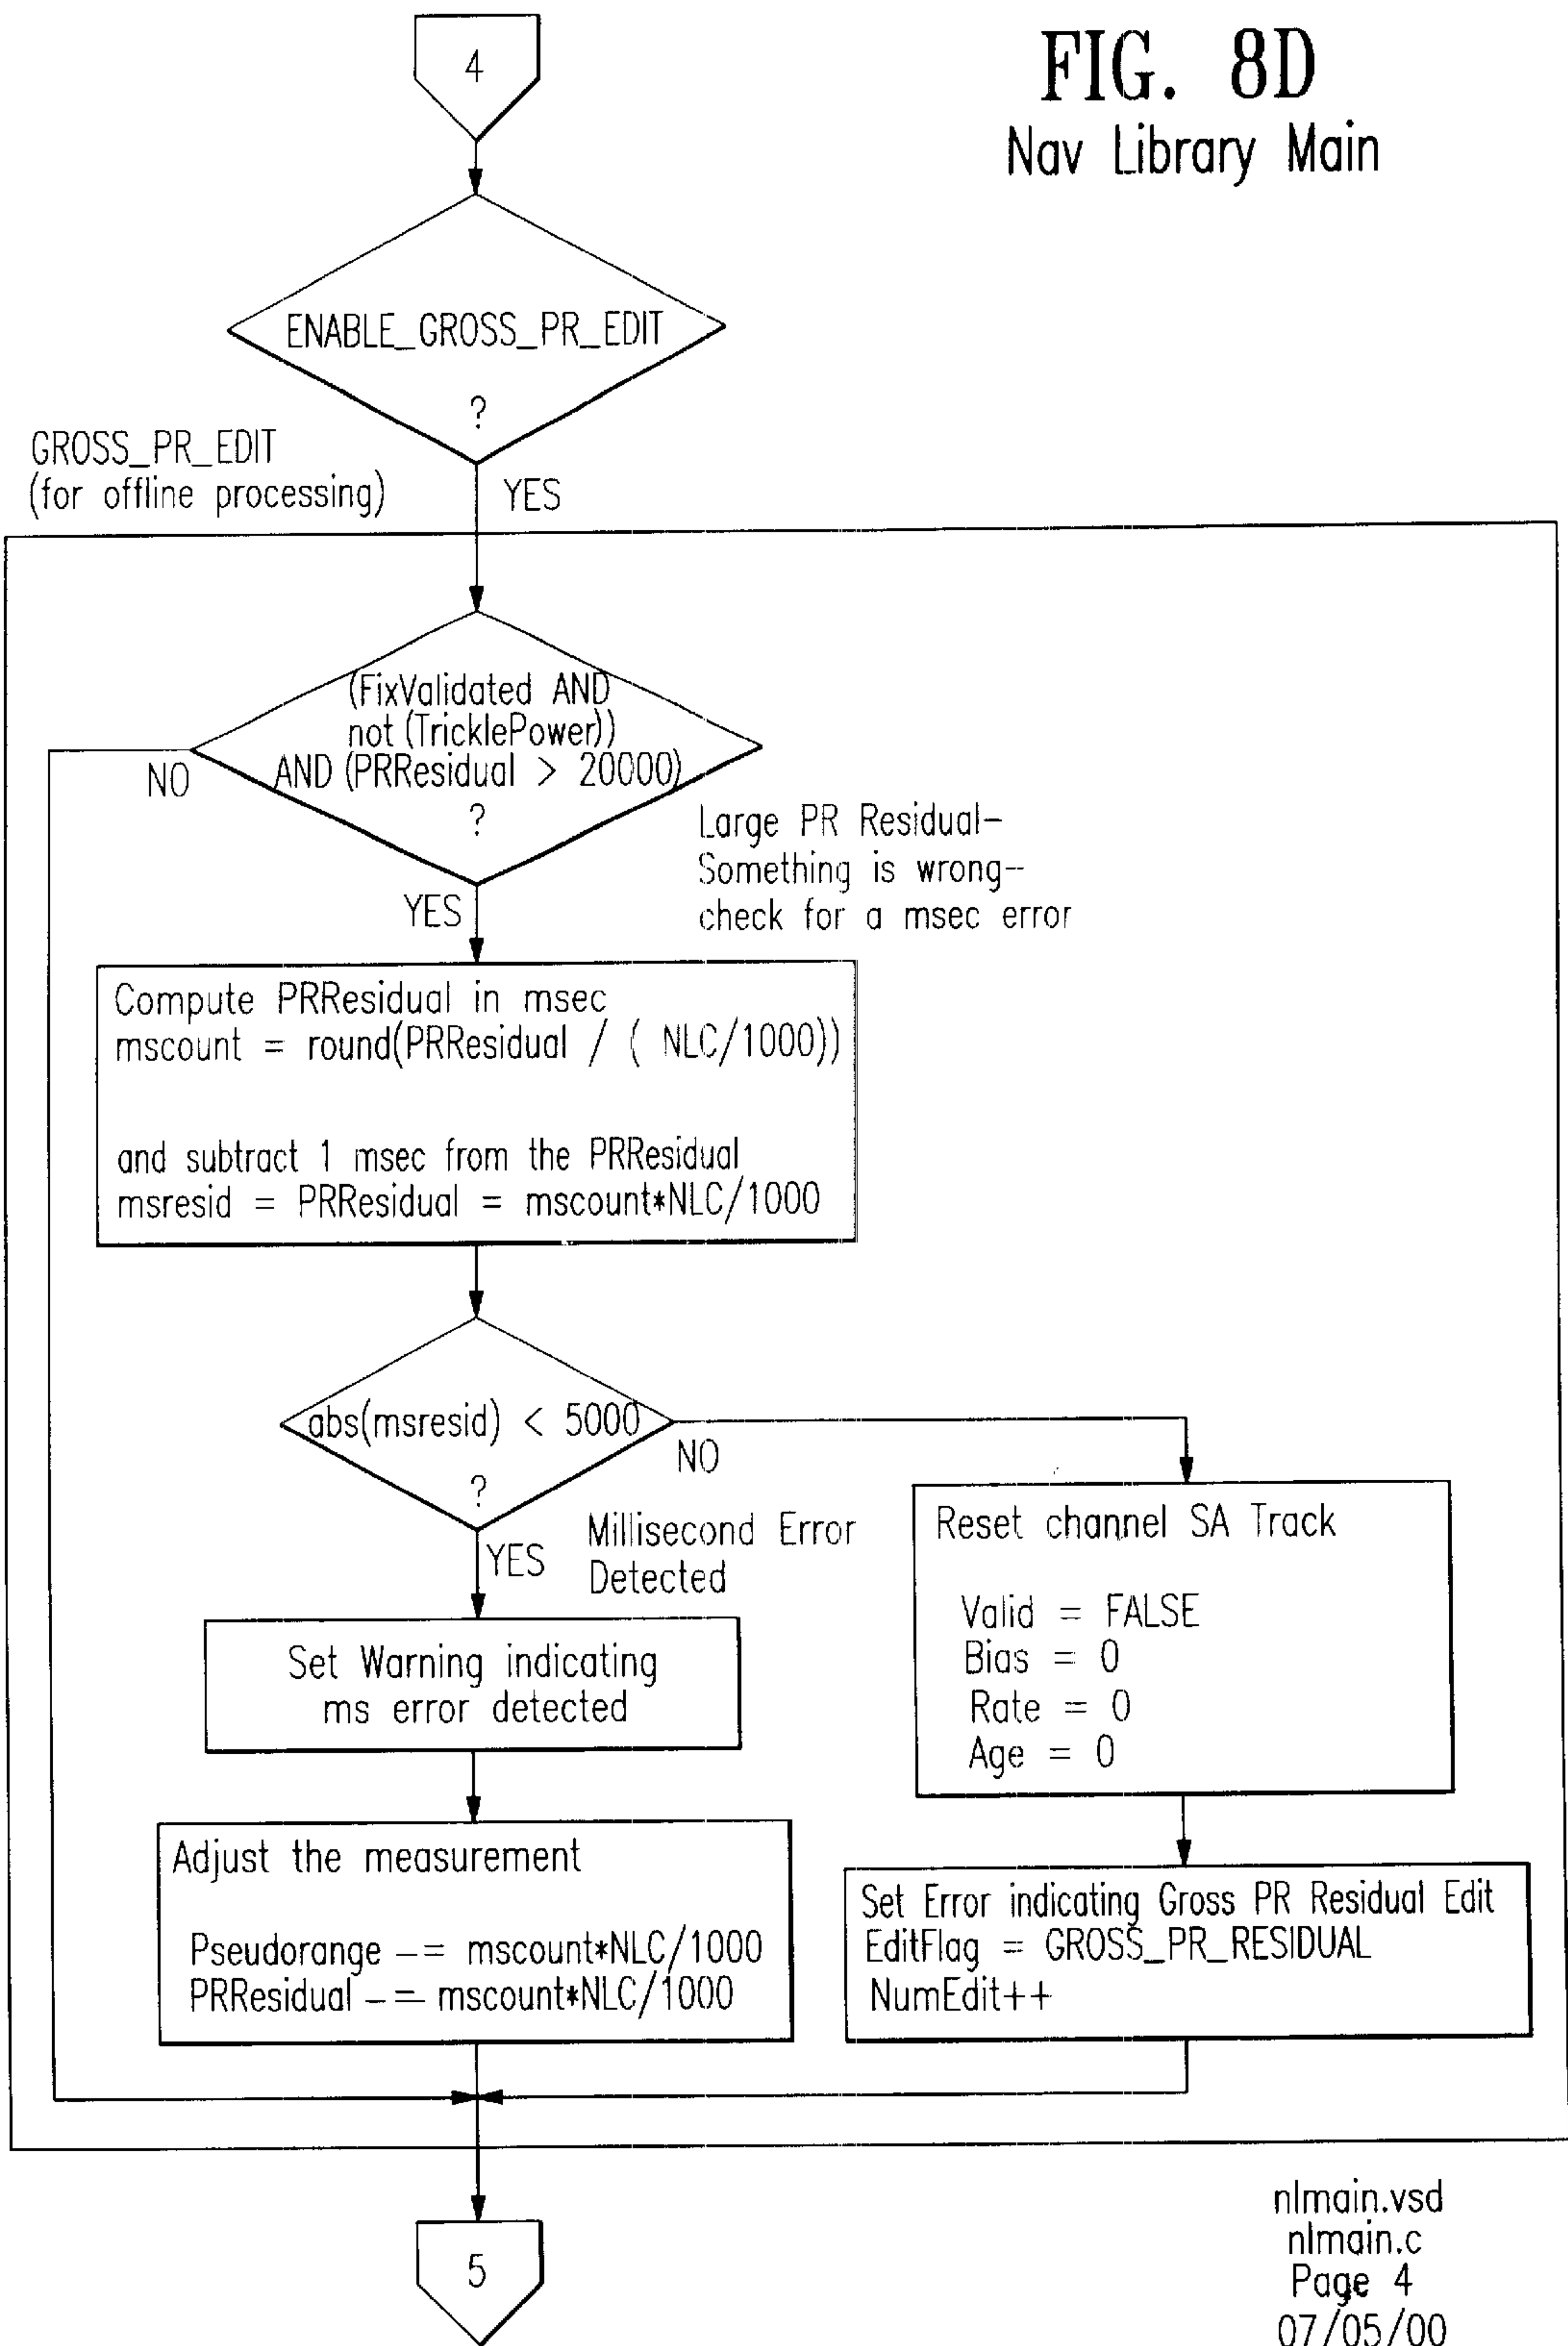 4
FIG. 8D
Nav Library Main
ENABLE_GROSS_PR_EDIT
?
GROSS_PR_EDIT
(for offline processing)
YES
(FixValidated AND
not (TricklePower))
AND (PRResidual > 20000)
?
NO
Large PR Residual-
Something is wrong--
check for a msec error
YES
Compute PRResidual in msec
mscount = round(PRResidual / ( NLC/1000))
and subtract 1 msec from the PRResidual
msresid = PRResidual = mscount*NLC/1000
abs(msresid) < 5000
?
NO
YES
Millisecond Error
Detected
Reset channel SA Track
Valid = FALSE
Bias = 0
Rate = 0
Age = 0
Set Warning indicating
ms error detected
Adjust the measurement
Pseudorange -= mscount*NLC/1000
PRResidual -= mscount*NLC/1000
Set Error indicating Gross PR Residual Edit
EditFlag = GROSS_PR_RESIDUAL
NumEdit++
5
nlmain.vsd
nlmain.c
Page 4
07/05/00